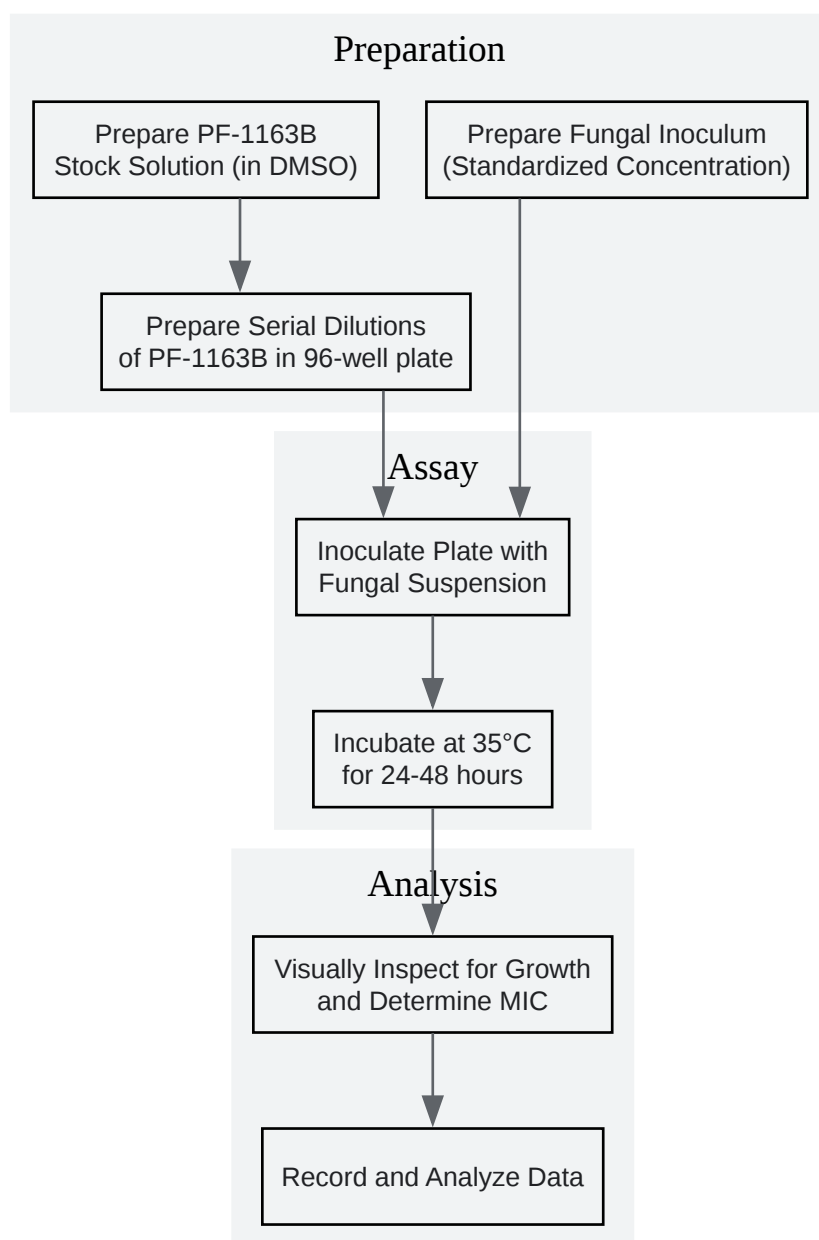 Preparation
Prepare PF-1163B
Stock Solution (in DMSO)
Prepare Fungal Inoculum
(Standardized Concentration)
Prepare Serial Dilutions
of PF-1163B in 96-well plate
Assay
Inoculate Plate with
Fungal Suspension
Incubate at 35°C
for 24-48 hours
Analysis
Visually Inspect for Growth
and Determine MIC
Record and Analyze Data